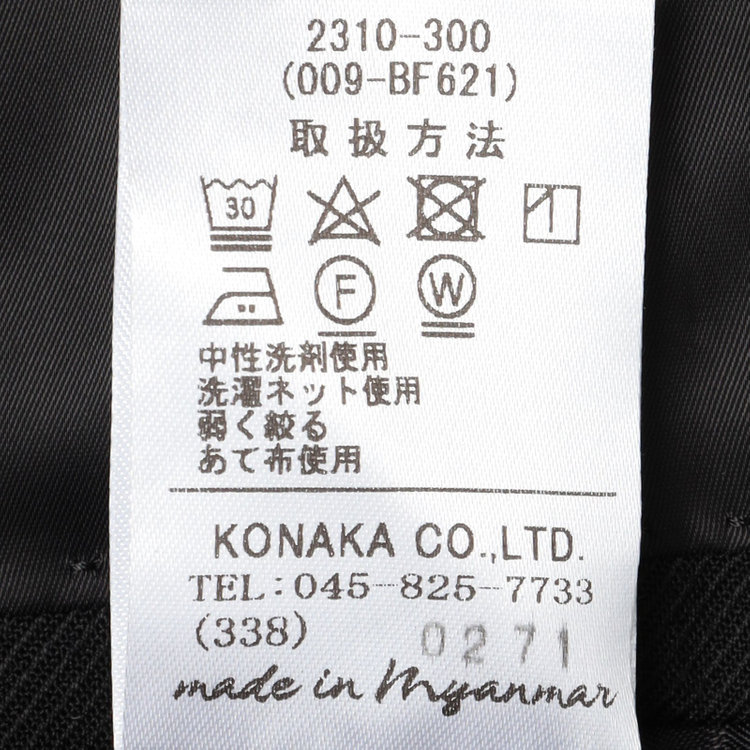 2310-300
(009-BF621)
取扱方法
30
F W
中性洗剤使用
洗濯ネット使用
弱く絞る
あて布使用
KONAKA CO.,LTD.
TEL:045-825-7733
(338) 0271
made in Myanmar